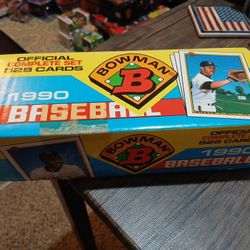 OFFICIAL
COMPLETE SET
528 CARDS
BOWMAN
B
1990
BASEBALL
BOWMAN
B
OFFICIAL
COMPLETE SET
528 CARDS
1990
BASEBALL